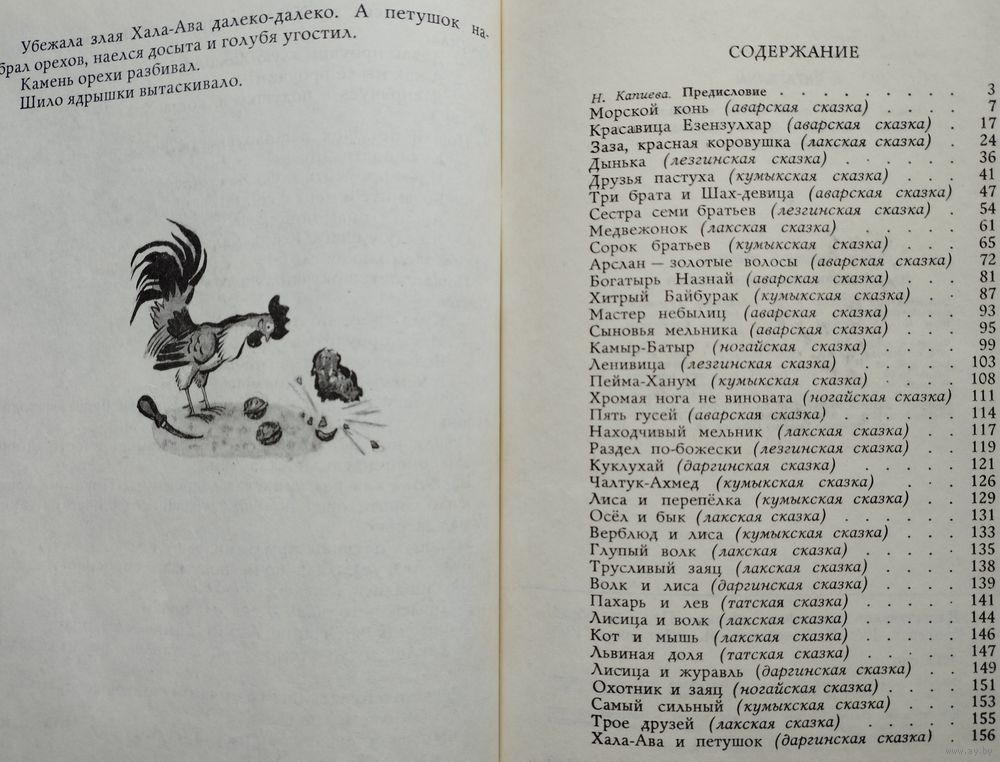 Убежала злая Хала-Ава далеко-далеко. А петушок на-
брал орехов, наелся досыта и голубя угостил.
Камень орехи разбивал.
Шило ядрышки вытаскивало.
СОДЕРЖАНИЕ
Н. Капиева. Предисловие . . . . . . . . . 3
Морской конь (аварская сказка) . . . . 7
Красавица Езензулхар (аварская сказка) . 17
Заза, красная коровушка (лакская сказка) . 24
Дынька (лезгинская сказка) . . . . . 36
Друзья пастуха (кумыкская сказка) . . . 41
Три брата и Шах-девица (аварская сказка) 47
Сестра семи братьев (лезгинская сказка) . 54
Медвежонок (лакская сказка) . . . . . 61
Сорок братьев (кумыкская сказка) . . . 65
Арслан — золотые волосы (аварская сказка) 72
Богатырь Назнай (аварская сказка) . . . 81
Хитрый Байбурак (кумыкская сказка) . . 87
Мастер небылиц (аварская сказка) . . . 93
Сыновья мельника (аварская сказка) . . . 95
Камыр-Батыр (ногайская сказка) . . . . 99
Ленивица (лезгинская сказка) . . . . . 103
Пейма-Ханум (кумыкская сказка) . . . . 108
Хромая нога не виновата (ногайская сказка) 111
Пять гусей (аварская сказка) . . . . . 114
Находчивый мельник (лакская сказка) . . 117
Раздел по-божески (лезгинская сказка) . . 119
Куклухай (даргинская сказка) . . . . . 121
Чалтук-Ахмед (кумыкская сказка) . . . 126
Лиса и перепёлка (кумыкская сказка) . . 129
Осёл и бык (лакская сказка) . . . . . . 131
Верблюд и лиса (кумыкская сказка) . . . 133
Глупый волк (лакская сказка) . . . . . 135
Трусливый заяц (лакская сказка) . . . . 138
Волк и лиса (даргинская сказка) . . . . 139
Пахарь и лев (татская сказка) . . . . . 141
Лисица и волк (лакская сказка) . . . . . 144
Кот и мышь (лакская сказка) . . . . . 146
Львиная доля (татская сказка) . . . . . 147
Лисица и журавль (даргинская сказка) . . 149
Охотник и заяц (ногайская сказка) . . . . 151
Самый сильный (кумыкская сказка) . . . 153
Трое друзей (лакская сказка) . . . . . 155
Хала-Ава и петушок (даргинская сказка) . 156
www.ay.by